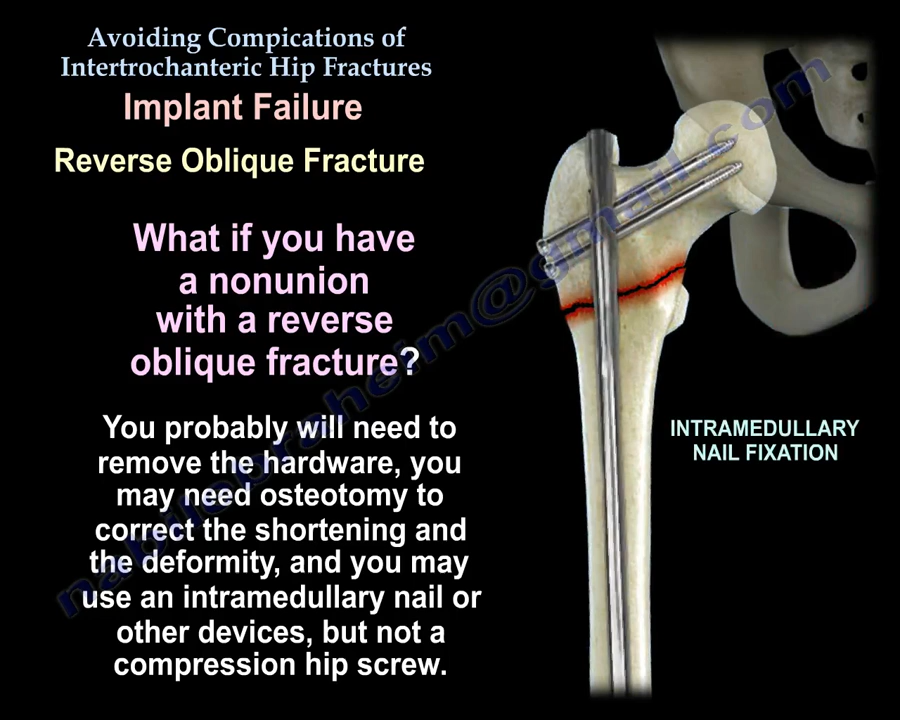 Avoiding Compications of
Intertrochanteric Hip Fractures
Implant Failure
Reverse Oblique Fracture
What if you have
a nonunion
with a reverse
oblique fracture?
You probably will need to
remove the hardware, you
may need osteotomy to
correct the shortening and
the deformity, and you may
use an intramedullary nail or
other devices, but not a
compression hip screw.
INTRAMEDULLARY
NAIL FIXATION
nabilebraheim@gmail.com